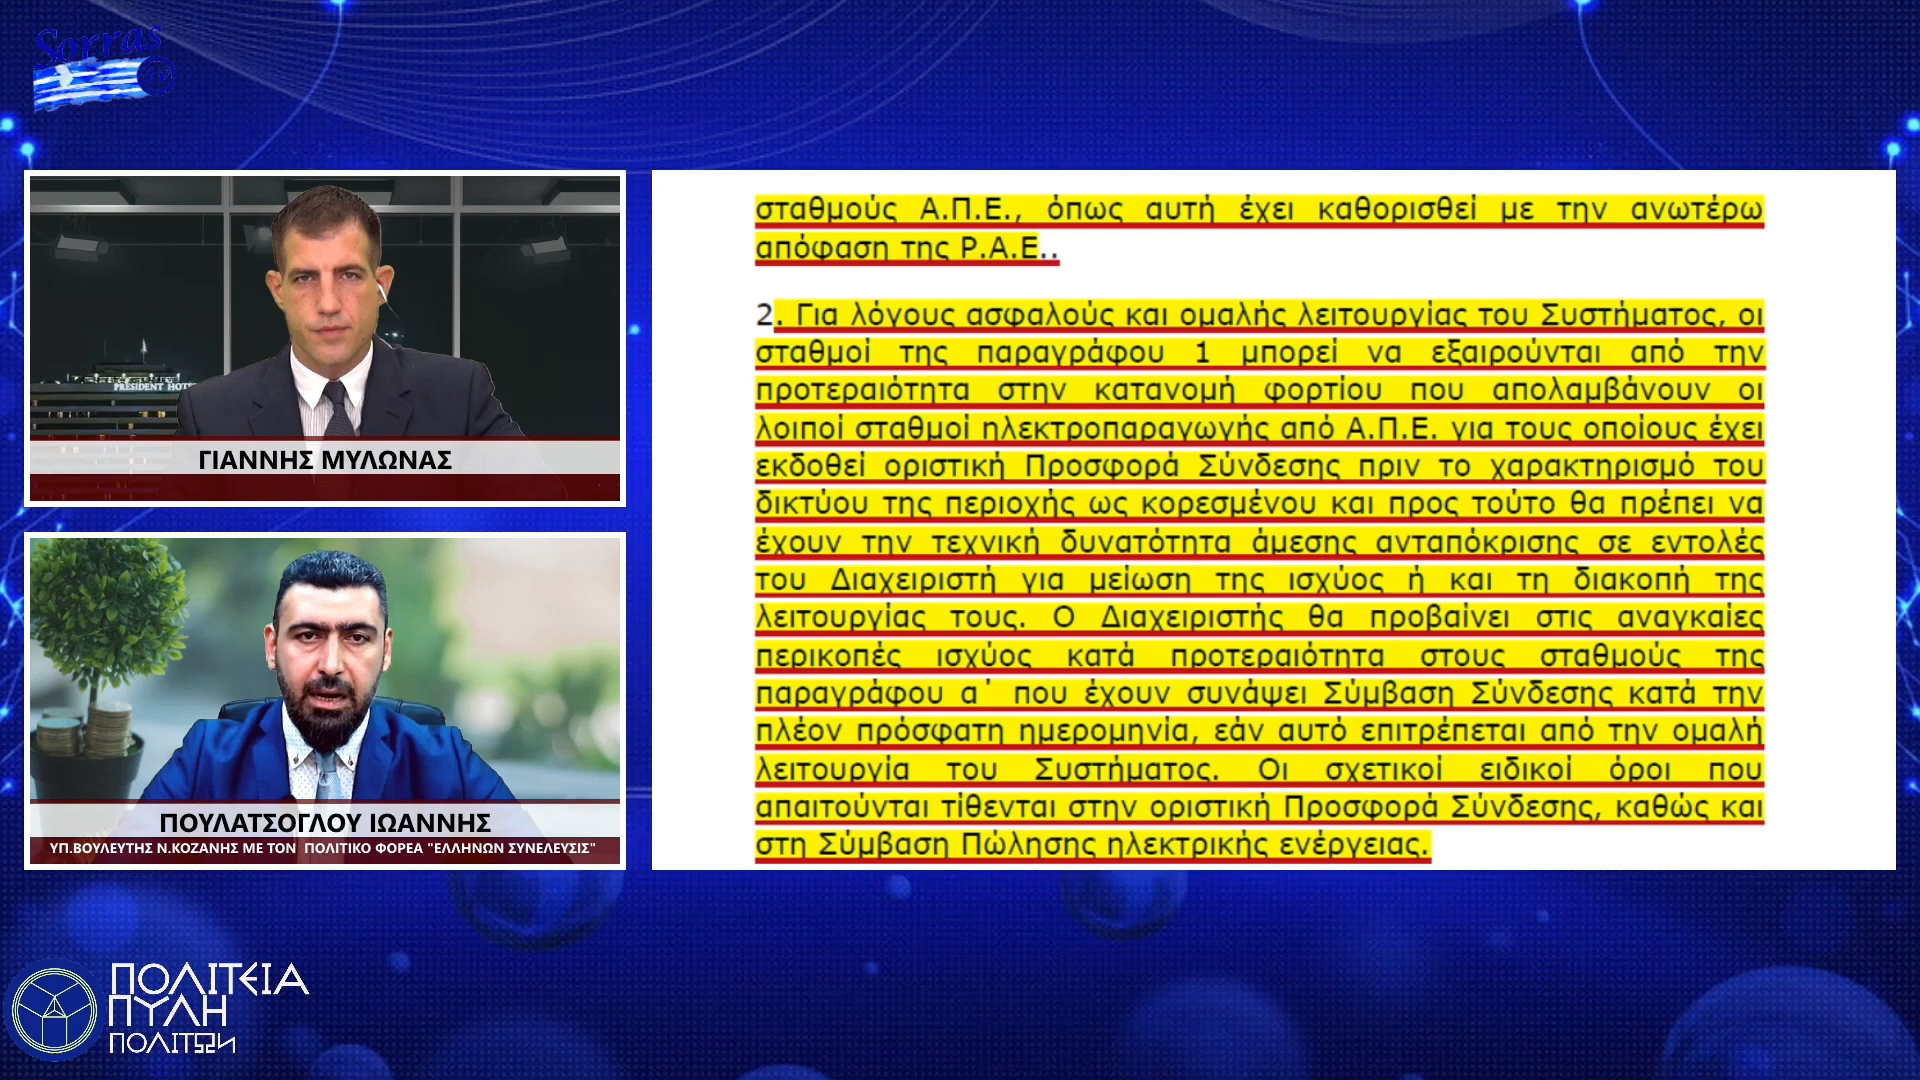 Sorras
TV
PRESIDENT HOT
ΓΙΑΝΝΗΣ ΜΥΛΩΝΑΣ
ΠΟΥΛΑΤΣΟΓΛΟΥ ΙΩΑΝΝΗΣ
ΥΠ.ΒΟΥΛΕΥΤΗΣ Ν.ΚΟΖΑΝΗΣ ΜΕ ΤΟΝ ΠΟΛΙΤΙΚΟ ΦΟΡΕΑ "ΕΛΛΗΝΩΝ ΣΥΝΕΛΕΥΣΙΣ"
σταθμούς Α.Π.Ε., όπως αυτή έχει καθορισθεί με την ανωτέρω
απόφαση της Ρ.Α.Ε..
2. Για λόγους ασφαλούς και ομαλής λειτουργίας του Συστήματος, οι
σταθμοί της παραγράφου 1 μπορεί να εξαιρούνται από την
προτεραιότητα στην κατανομή φορτίου που απολαμβάνουν οι
λοιποί σταθμοί ηλεκτροπαραγωγής από Α.Π.Ε. για τους οποίους έχει
εκδοθεί οριστική Προσφορά Σύνδεσης πριν το χαρακτηρισμό του
δικτύου της περιοχής ως κορεσμένου και προς τούτο θα πρέπει να
έχουν την τεχνική δυνατότητα άμεσης ανταπόκρισης σε εντολές
του Διαχειριστή για μείωση της ισχύος ή και τη διακοπή της
λειτουργίας τους. Ο Διαχειριστής θα προβαίνει στις αναγκαίες
περικοπές ισχύος κατά προτεραιότητα στους σταθμούς της
παραγράφου α΄ που έχουν συνάψει Σύμβαση Σύνδεσης κατά την
πλέον πρόσφατη ημερομηνία, εάν αυτό επιτρέπεται από την ομαλή
λειτουργία του Συστήματος. Οι σχετικοί ειδικοί όροι που
απαιτούνται τίθενται στην οριστική Προσφορά Σύνδεσης, καθώς και
στη Σύμβαση Πώλησης ηλεκτρικής ενέργειας.
ΠΟΛΙΤΕΙΑ
ΠΥΛΗ
ΠΟΛΙΤΩΝ